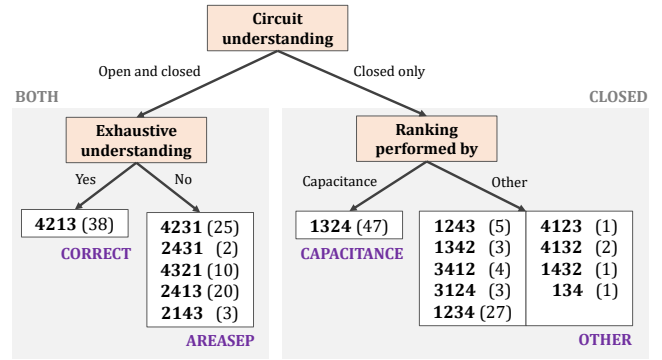 Circuit
understanding
Open and closed
Closed only
BOTH
CLOSED
Exhaustive
understanding
Ranking
performed by
Yes
No
Capacitance
Other
4213 (38)
CORRECT
4231 (25)
2431 (2)
4321 (10)
2413 (20)
2143 (3)
AREASEP
1324 (47)
CAPACITANCE
1243 (5)
1342 (3)
3412 (4)
3124 (3)
1234 (27)
4123 (1)
4132 (2)
1432 (1)
134 (1)
OTHER